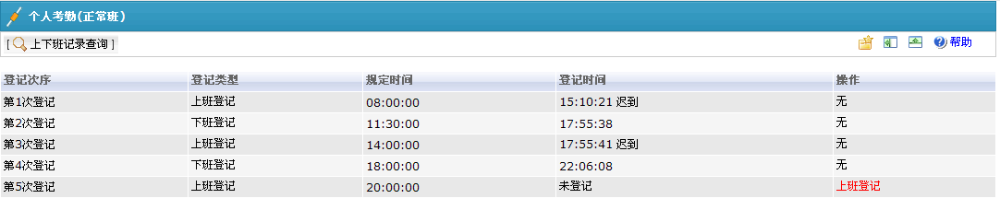 个人考勤(正常班)
[ 上下班记录查询 ] 帮助
登记次序 登记类型 规定时间 登记时间 操作
第1次登记 上班登记 08:00:00 15:10:21 迟到 无
第2次登记 下班登记 11:30:00 17:55:38 无
第3次登记 上班登记 14:00:00 17:55:41 迟到 无
第4次登记 下班登记 18:00:00 22:06:08 无
第5次登记 上班登记 20:00:00 未登记 上班登记